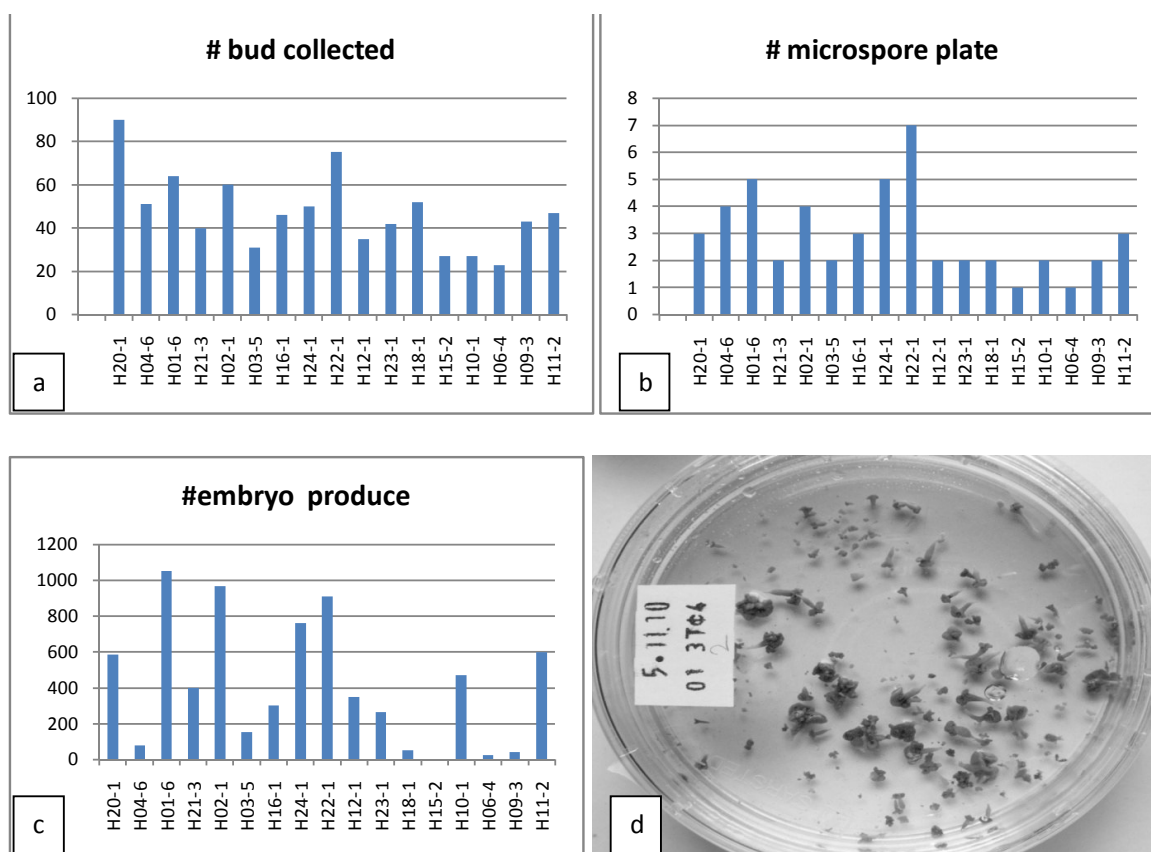 # bud collected
100
80
60
40
20
0
H20-1
H04-6
H01-6
H21-3
H02-1
H03-5
H16-1
H24-1
H22-1
H12-1
H23-1
H18-1
H15-2
H10-1
H06-4
H09-3
H11-2
a
# microspore plate
8
7
6
5
4
3
2
1
0
H20-1
H04-6
H01-6
H21-3
H02-1
H03-5
H16-1
H24-1
H22-1
H12-1
H23-1
H18-1
H15-2
H10-1
H06-4
H09-3
H11-2
b
#embryo produce
1200
1000
800
600
400
200
0
H20-1
H04-6
H01-6
H21-3
H02-1
H03-5
H16-1
H24-1
H22-1
H12-1
H23-1
H18-1
H15-2
H10-1
H06-4
H09-3
H11-2
c
5.11.10
01
2
d